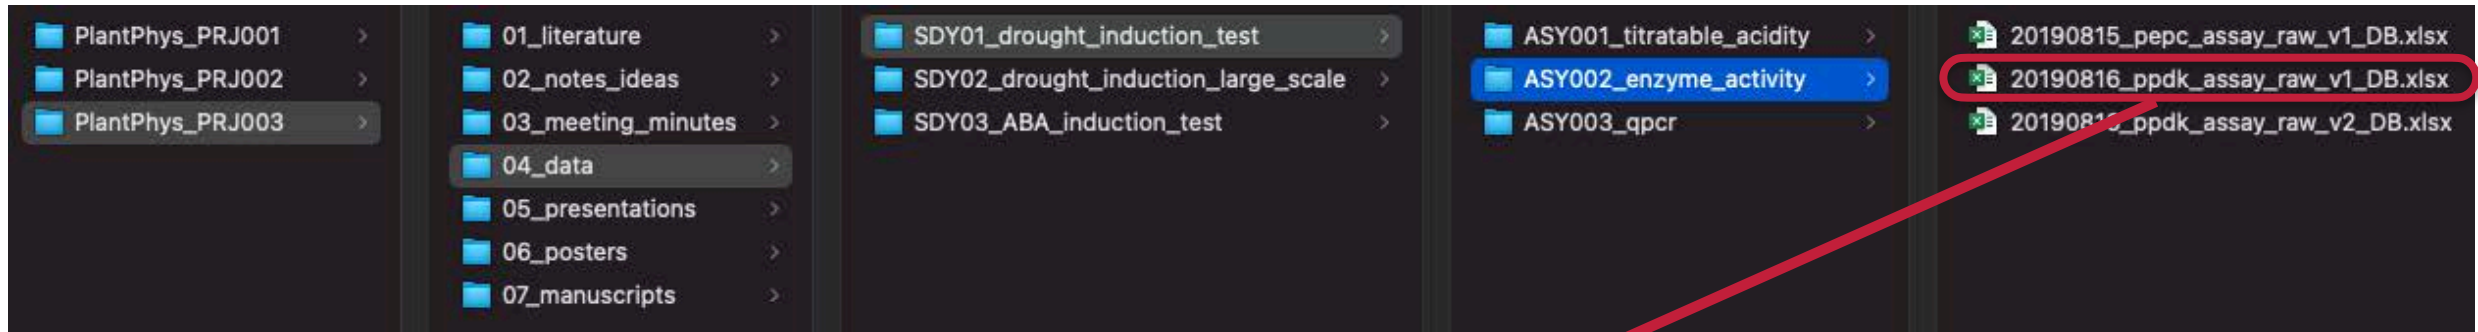 PlantPhys_PRJ001
PlantPhys_PRJ002
PlantPhys_PRJ003
01_literature
02_notes_ideas
03_meeting_minutes
04_data
05_presentations
06_posters
07_manuscripts
SDY01_drought_induction_test
SDY02_drought_induction_large_scale
SDY03_ABA_induction_test
ASY001_titratable_acidity
ASY002_enzyme_activity
ASY003_qpcr
20190815_pepc_assay_raw_v1_DB.xlsx
20190816_ppdk_assay_raw_v1_DB.xlsx
20190816_ppdk_assay_raw_v2_DB.xlsx